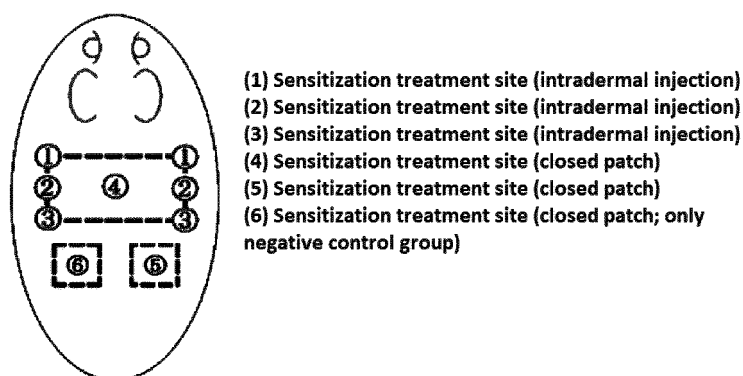 (1) Sensitization treatment site (intradermal injection)
(2) Sensitization treatment site (intradermal injection)
(3) Sensitization treatment site (intradermal injection)
(4) Sensitization treatment site (closed patch)
(5) Sensitization treatment site (closed patch)
(6) Sensitization treatment site (closed patch; only
negative control group)
① ①
② ④ ②
③ ③
⑥ ⑤